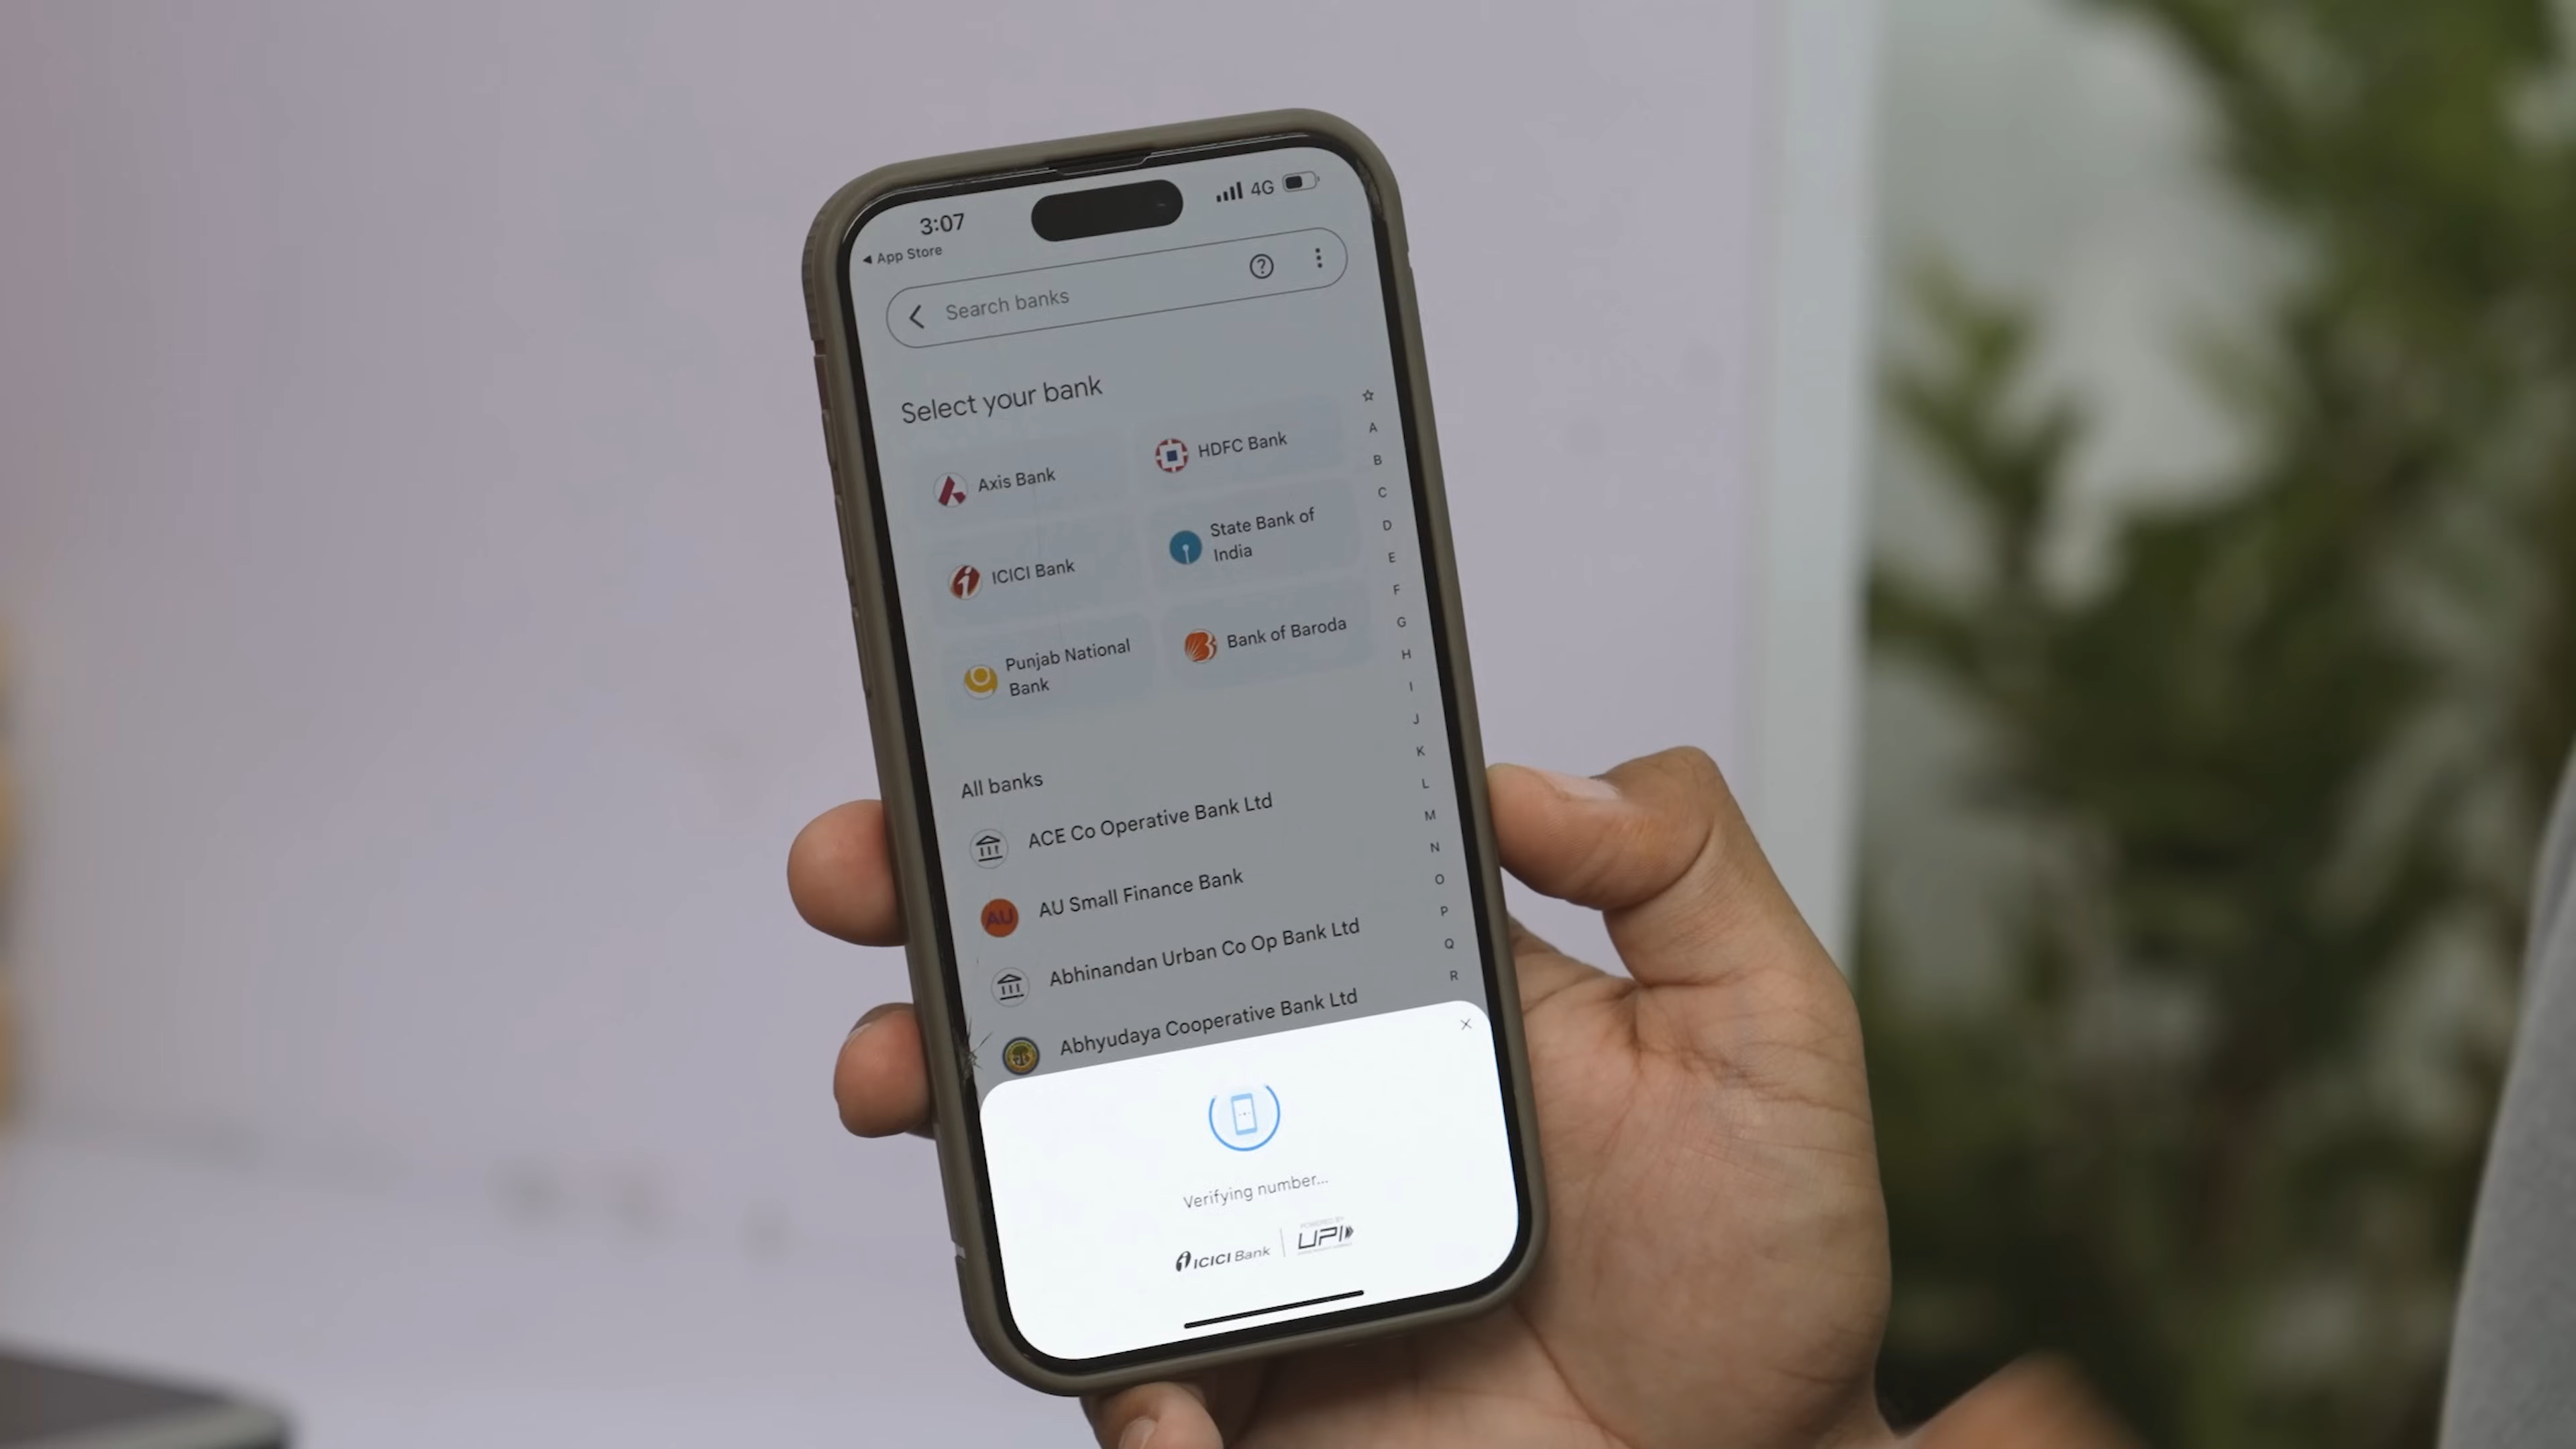 3:07
4G
App Store
Search banks
Select your bank
Axis Bank
HDFC Bank
ICICI Bank
State Bank of
India
Punjab National
Bank
Bank of Baroda
All banks
ACE Co Operative Bank Ltd
AU
AU Small Finance Bank
Abhinandan Urban Co Op Bank Ltd
Abhyudaya Cooperative Bank Ltd
A
B
C
D
E
F
G
H
I
J
K
L
M
N
O
P
Q
R
Verifying number...
ICICI Bank
POWERED BY
UPI